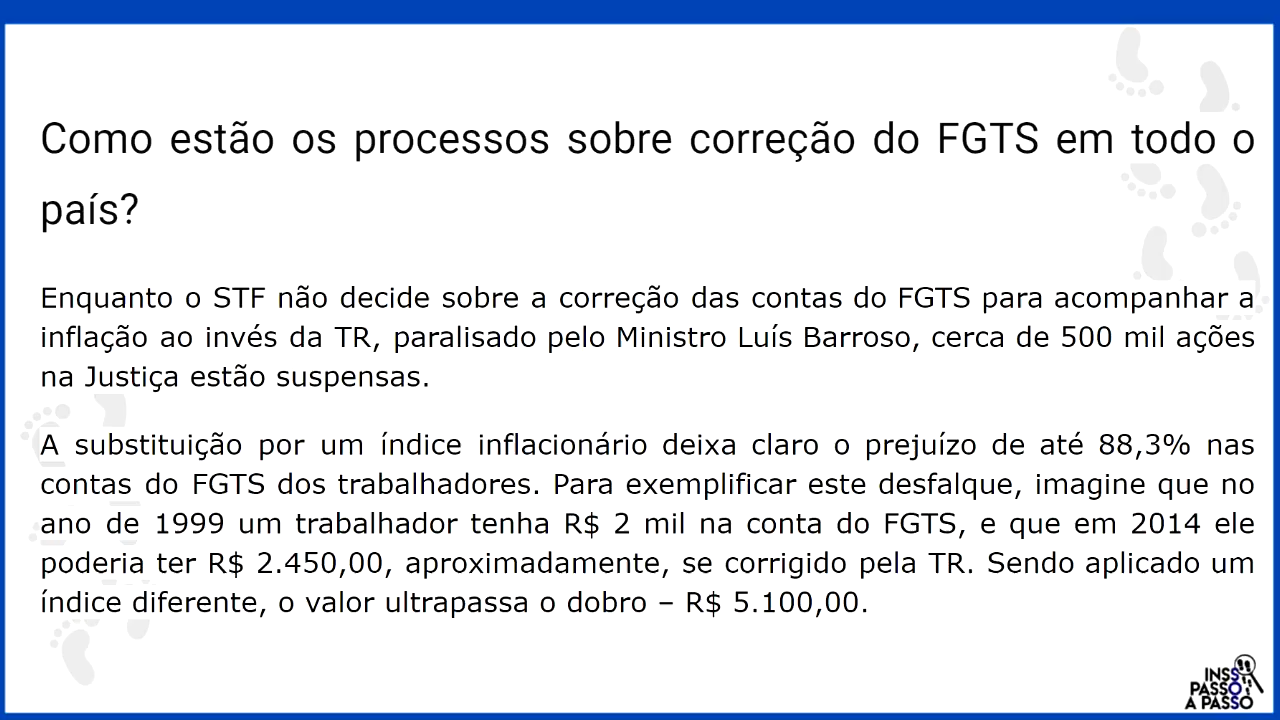 Como estão os processos sobre correção do FGTS em todo o
país?
Enquanto o STF não decide sobre a correção das contas do FGTS para acompanhar a
inflação ao invés da TR, paralisado pelo Ministro Luís Barroso, cerca de 500 mil ações
na Justiça estão suspensas.
A substituição por um índice inflacionário deixa claro o prejuízo de até 88,3% nas
contas do FGTS dos trabalhadores. Para exemplificar este desfalque, imagine que no
ano de 1999 um trabalhador tenha R$ 2 mil na conta do FGTS, e que em 2014 ele
poderia ter R$ 2.450,00, aproximadamente, se corrigido pela TR. Sendo aplicado um
índice diferente, o valor ultrapassa o dobro – R$ 5.100,00.
INSS
PASSO
A PASSO